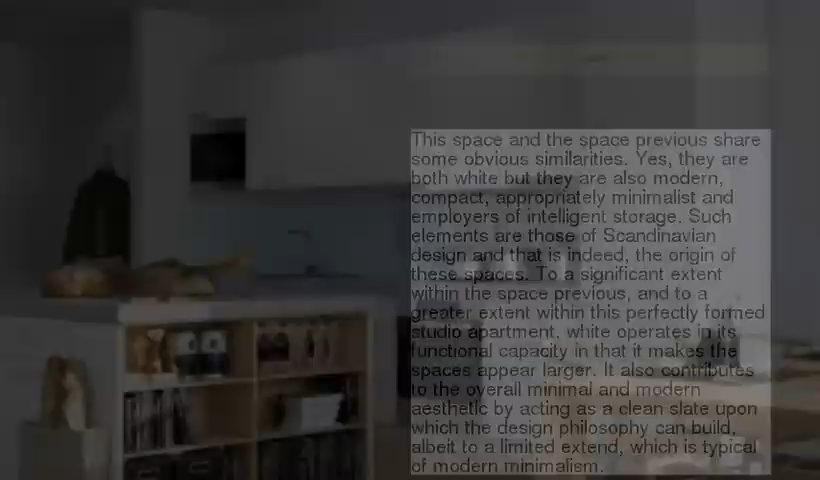 This space and the space previous share
some obvious similarities. Yes, they are
both white but they are also modern,
compact, appropriately minimalist and
employers of intelligent storage. Such
elements are those of Scandinavian
design and that is indeed, the origin of
these spaces. To a significant extent
within the space previous, and to a
greater extent within this perfectly formed
studio apartment, white operates in its
functional capacity in that it makes the
spaces appear larger. It also contributes
to the overall minimal and modern
aesthetic by acting as a clean slate upon
which the design philosophy can build,
albeit to a limited extend, which is typical
of modern minimalism.